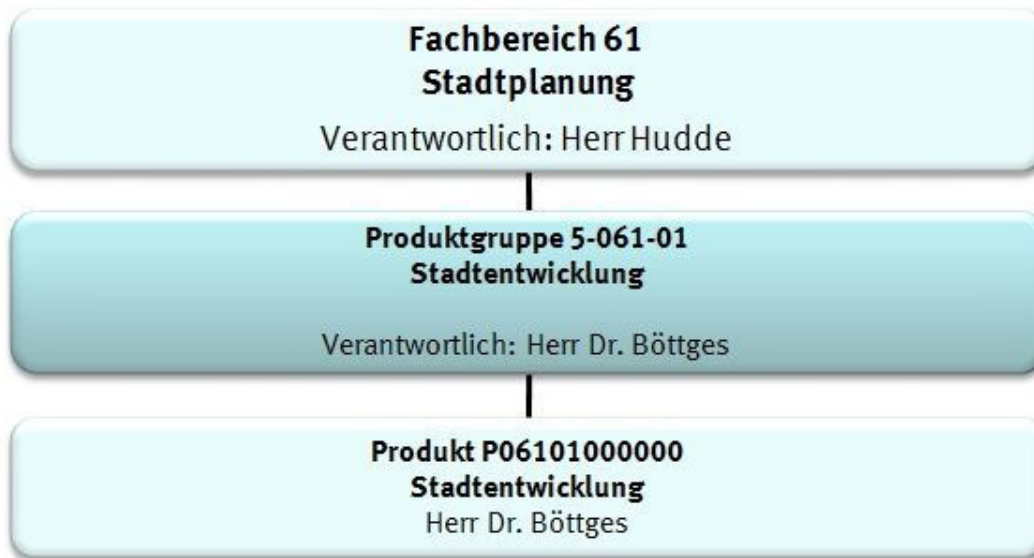 Fachbereich 61
Stadtplanung
Verantwortlich: Herr Hudde
Produktgruppe 5-061-01
Stadtentwicklung
Verantwortlich: Herr Dr. Böttges
Produkt P06101000000
Stadtentwicklung
Herr Dr. Böttges